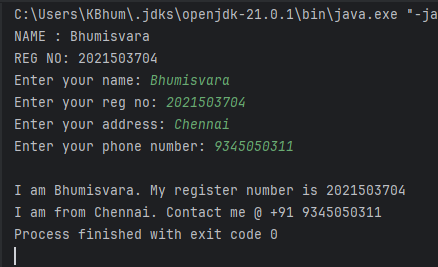 C:\Users\KBhum\.jdks\openjdk-21.0.1\bin\java.exe "-ja
NAME : Bhumisvara
REG NO: 2021503704
Enter your name: Bhumisvara
Enter your reg no: 2021503704
Enter your address: Chennai
Enter your phone number: 9345050311
I am Bhumisvara. My register number is 2021503704
I am from Chennai. Contact me @ +91 9345050311
Process finished with exit code 0